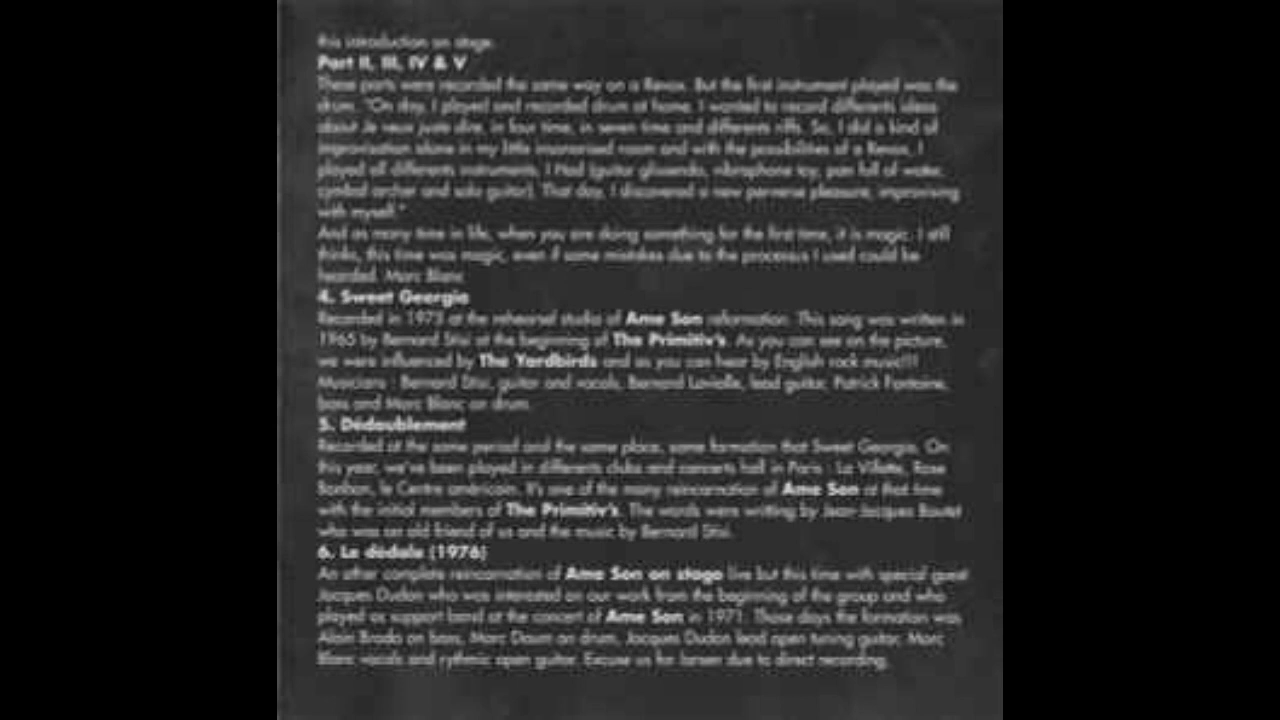 this introduction on stage.
Part II, III, IV & V
These parts were recorded the same way on a Revox. But the first instrument played was the
drum. "On day, I played and recorded drum at home. I wanted to record differents ideas
about Je veux juste dire, in four time, in seven time and differents riffs. So, I did a kind of
improvisation alone in my little insonorised room and with the possibilities of a Revox, I
played all differents instruments, I Had (guitar glissendo, vibraphone toy, pan full of water,
cymbal archer and solo guitar). That day, I discovered a new perverse pleasure, improvising
with myself."
And as many time in life, when you are doing something for the first time, it is magic. I still
thinks, this time was magic, even if some mistakes due to the processus I used could be
hearded. Marc Blanc
4. Sweet Georgia
Recorded in 1973 at the rehearsal studio of Ame Son reformation. This song was written in
1965 by Bernard Stisi at the beginning of The Primitiv's. As you can see on the picture,
we were influenced by The Yardbirds and as you can hear by English rock music!!!
Musicians : Bernard Stisi, guitar and vocals, Bernard Lavialle, lead guitar, Patrick Fontaine,
bass and Marc Blanc on drum.
5. Dédoublement
Recorded at the same period and the same place, same formation that Sweet Georgia. On
this year, we've been played in differents clubs and concerts hall in Paris : La Villette, Rose
Bonbon, le Centre américain. It's one of the many reincarnation of Ame Son at that time
with the initial members of The Primitiv's. The words were writting by Jean-Jacques Boutet
who was an old friend of us and the music by Bernard Stisi.
6. Le dédale (1976)
An other complete reincarnation of Ame Son on stage live but this time with special guest
Jacques Dudon who was interested on our work from the beginning of the group and who
played as support band at the concert of Ame Son in 1971. Those days the formation was
Alain Brado on bass, Marc Daum on drum, Jacques Dudon lead open tuning guitar, Marc
Blanc vocals and rythmic open guitar. Excuse us for larsen due to direct recording.